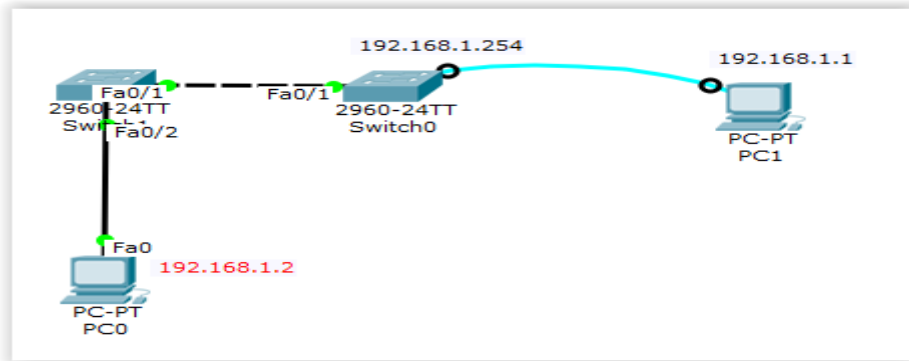 192.168.1.254
192.168.1.1
Fa0/1
Fa0/1
2960-24TT
2960-24TT
Switch0
Fa0/2
PC-PT
PC1
Fa0
192.168.1.2
PC-PT
PC0